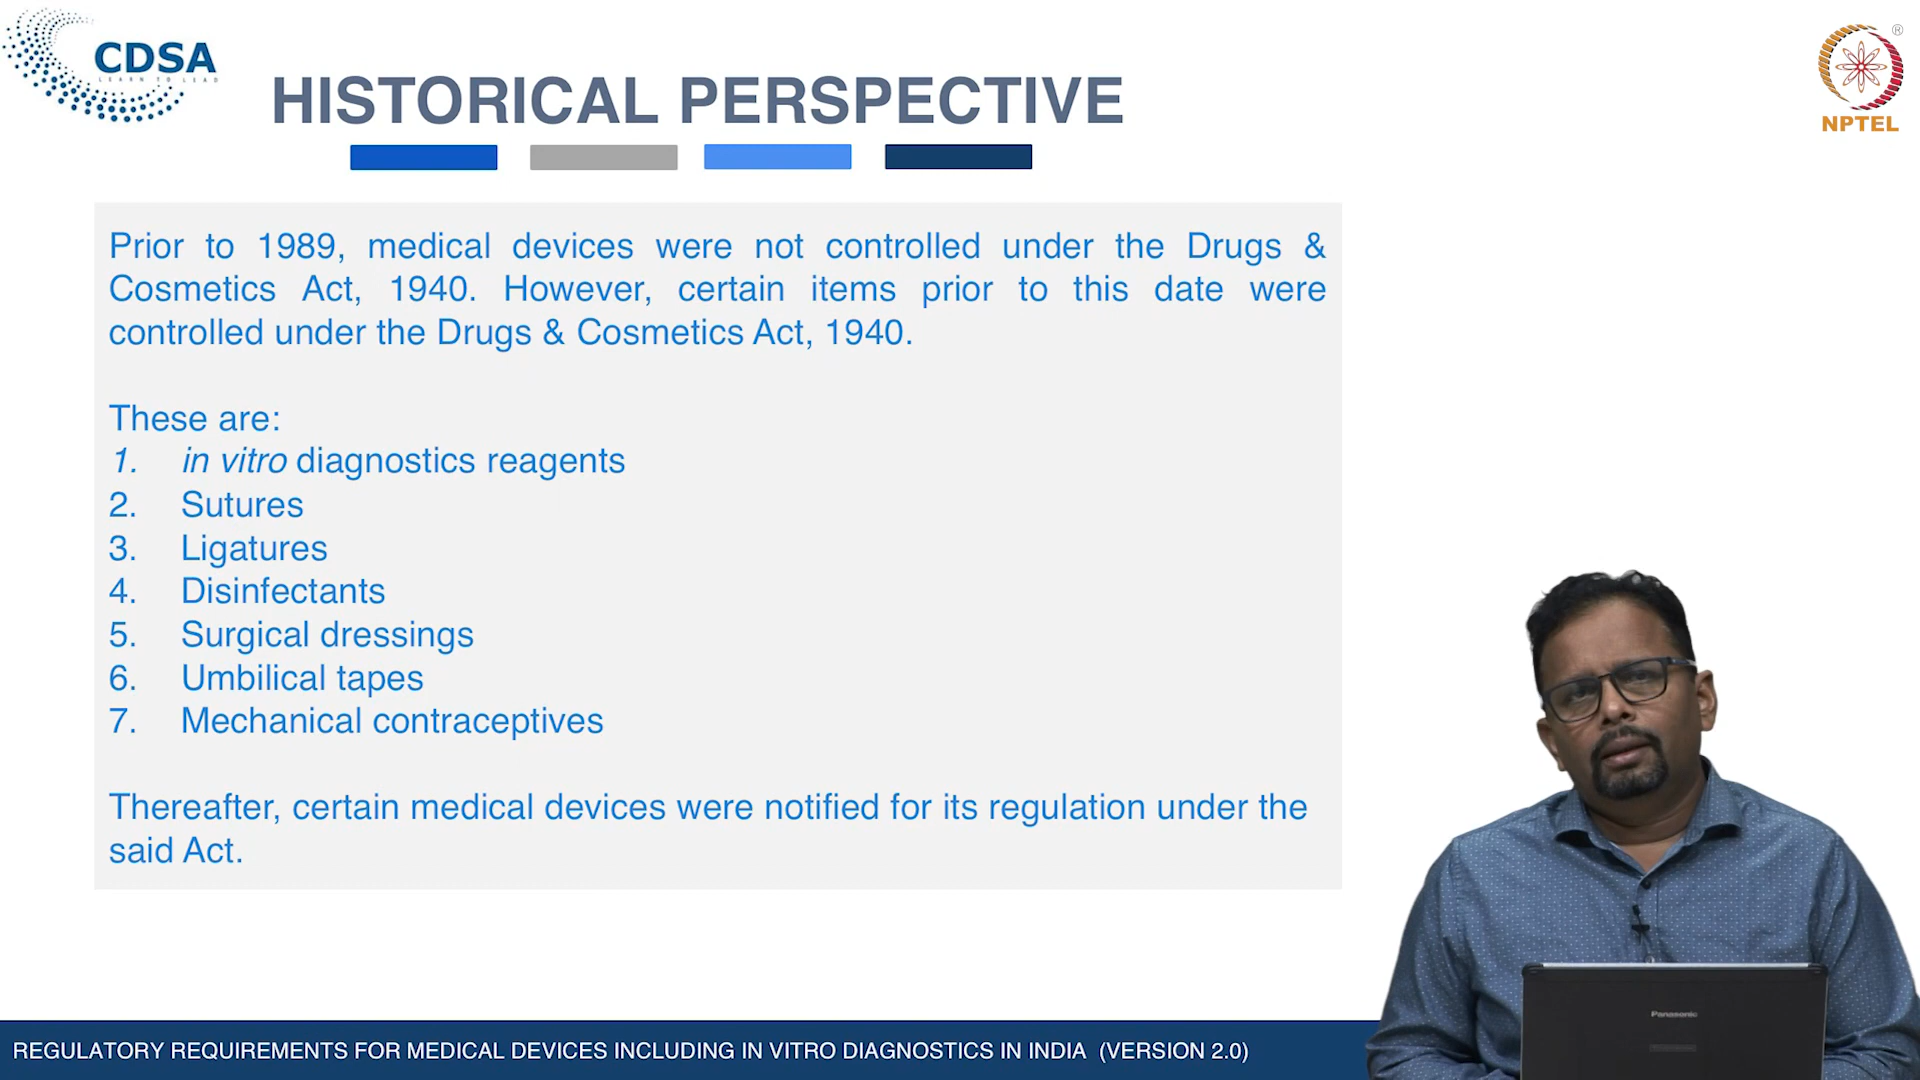 CDSA
LEARN TO LEAD
HISTORICAL PERSPECTIVE
®
NPTEL
Prior to 1989, medical devices were not controlled under the Drugs &
Cosmetics Act, 1940. However, certain items prior to this date were
controlled under the Drugs & Cosmetics Act, 1940.
These are:
1. in vitro diagnostics reagents
2. Sutures
3. Ligatures
4. Disinfectants
5. Surgical dressings
6. Umbilical tapes
7. Mechanical contraceptives
Thereafter, certain medical devices were notified for its regulation under the
said Act.
Panasonic
REGULATORY REQUIREMENTS FOR MEDICAL DEVICES INCLUDING IN VITRO DIAGNOSTICS IN INDIA (VERSION 2.0)